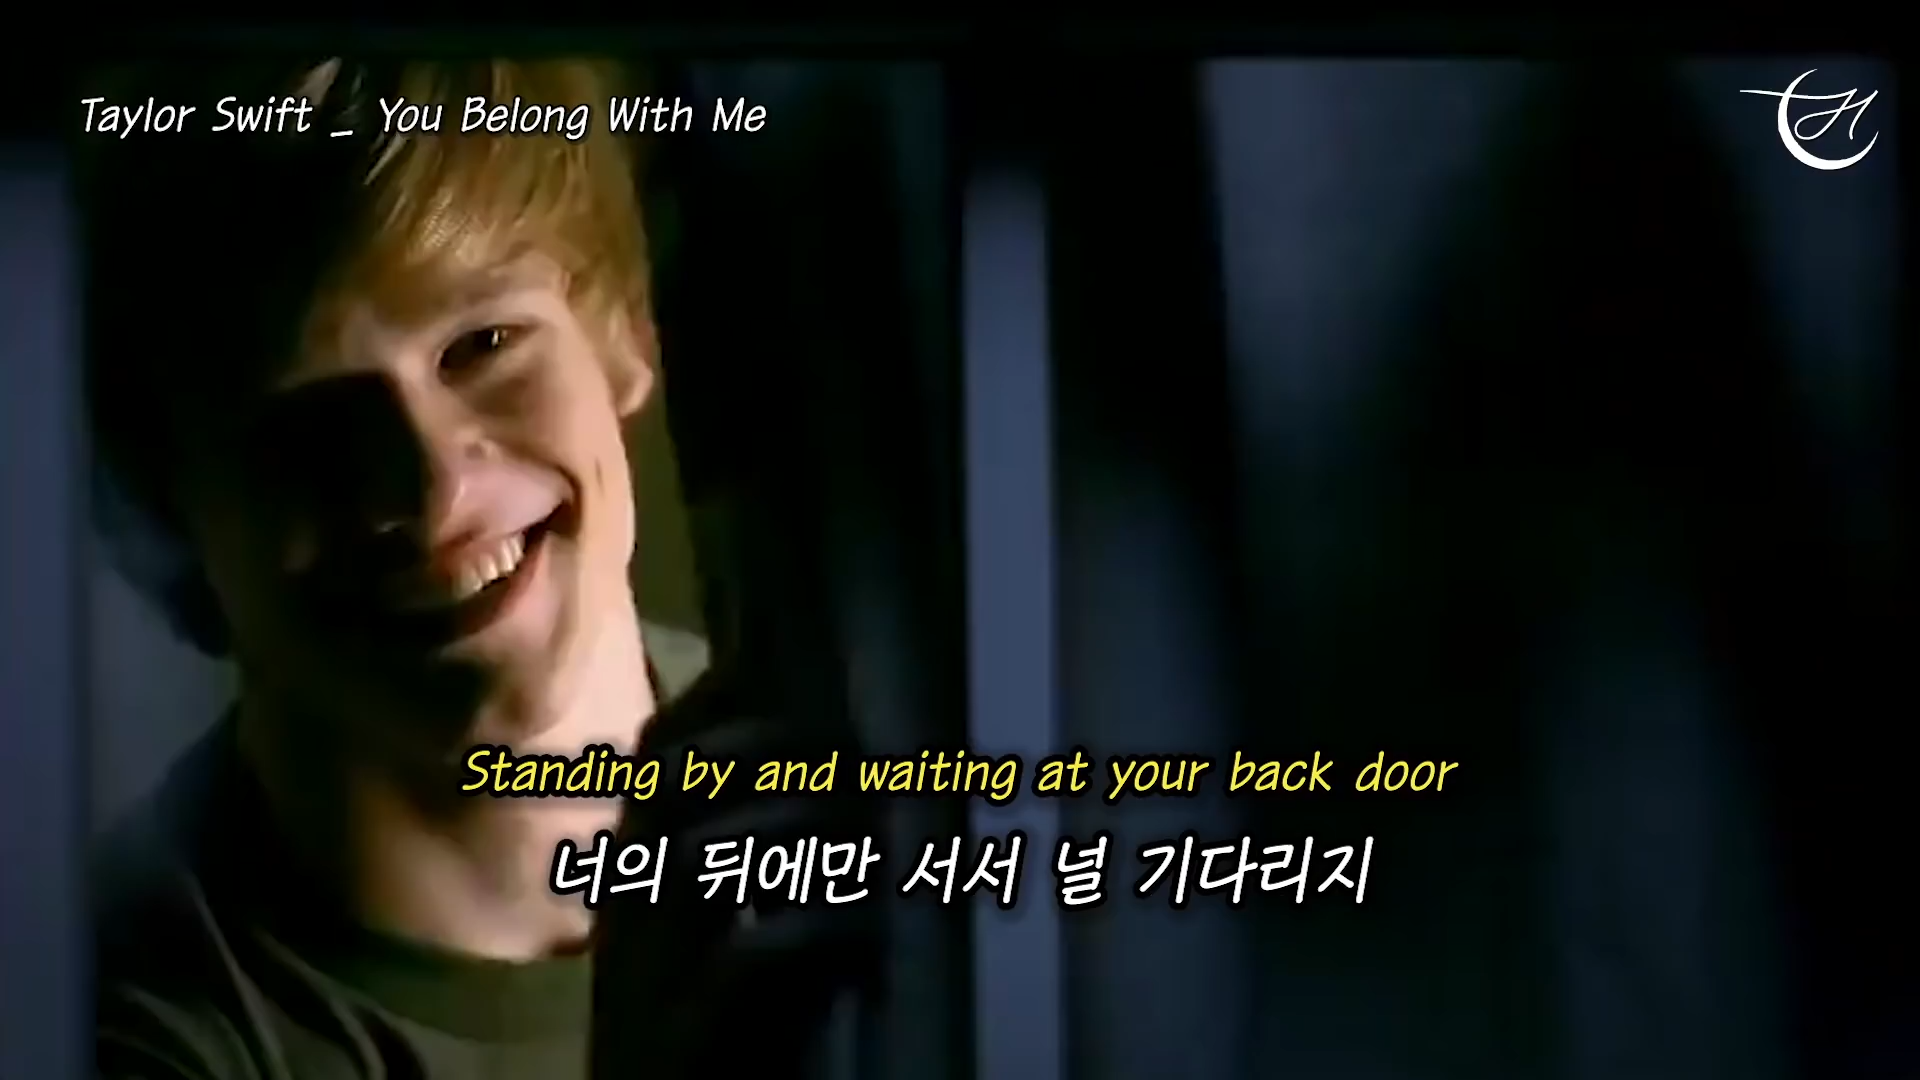 Taylor Swift _ You Belong With Me
Standing by and waiting at your back door
너의 뒤에만 서서 널 기다리지